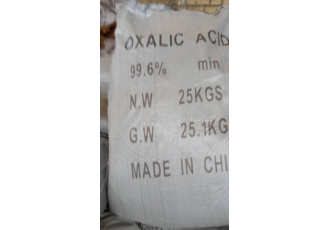 OXALIC ACID
99.6% min
N.W 25KGS
G.W 25.1KG
MADE IN CHI